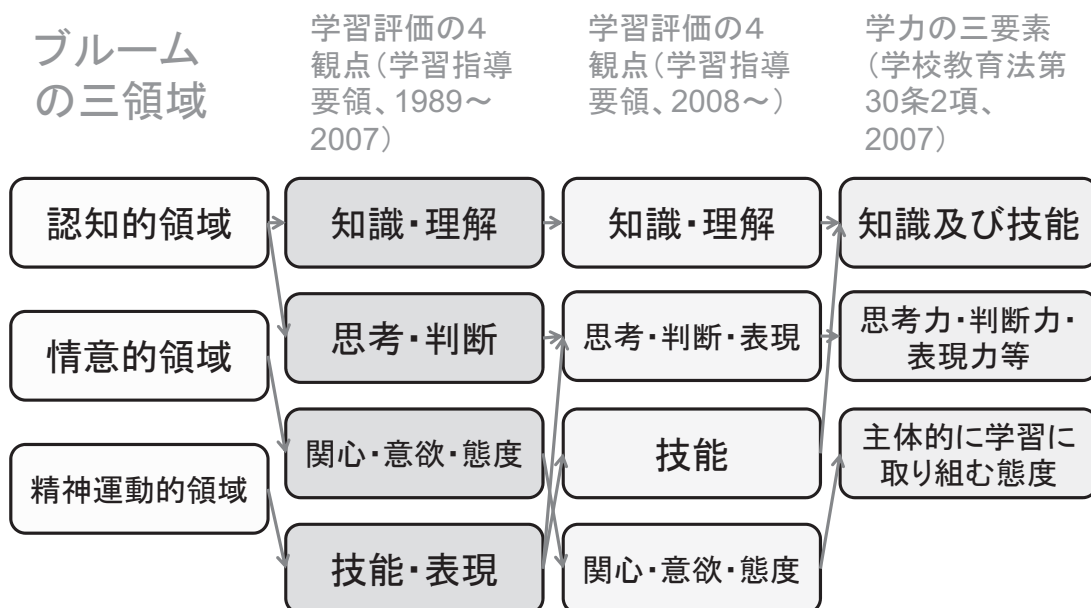 ブルーム
の三領域
学習評価の4
観点(学習指導
要領、1989～
2007)
学習評価の4
観点(学習指導
要領、2008～)
学力の三要素
(学校教育法第
30条2項、
2007)
認知的領域
情意的領域
精神運動的領域
知識・理解
思考・判断
関心・意欲・態度
技能・表現
知識・理解
思考・判断・表現
技能
関心・意欲・態度
知識及び技能
思考力・判断力・
表現力等
主体的に学習に
取り組む態度